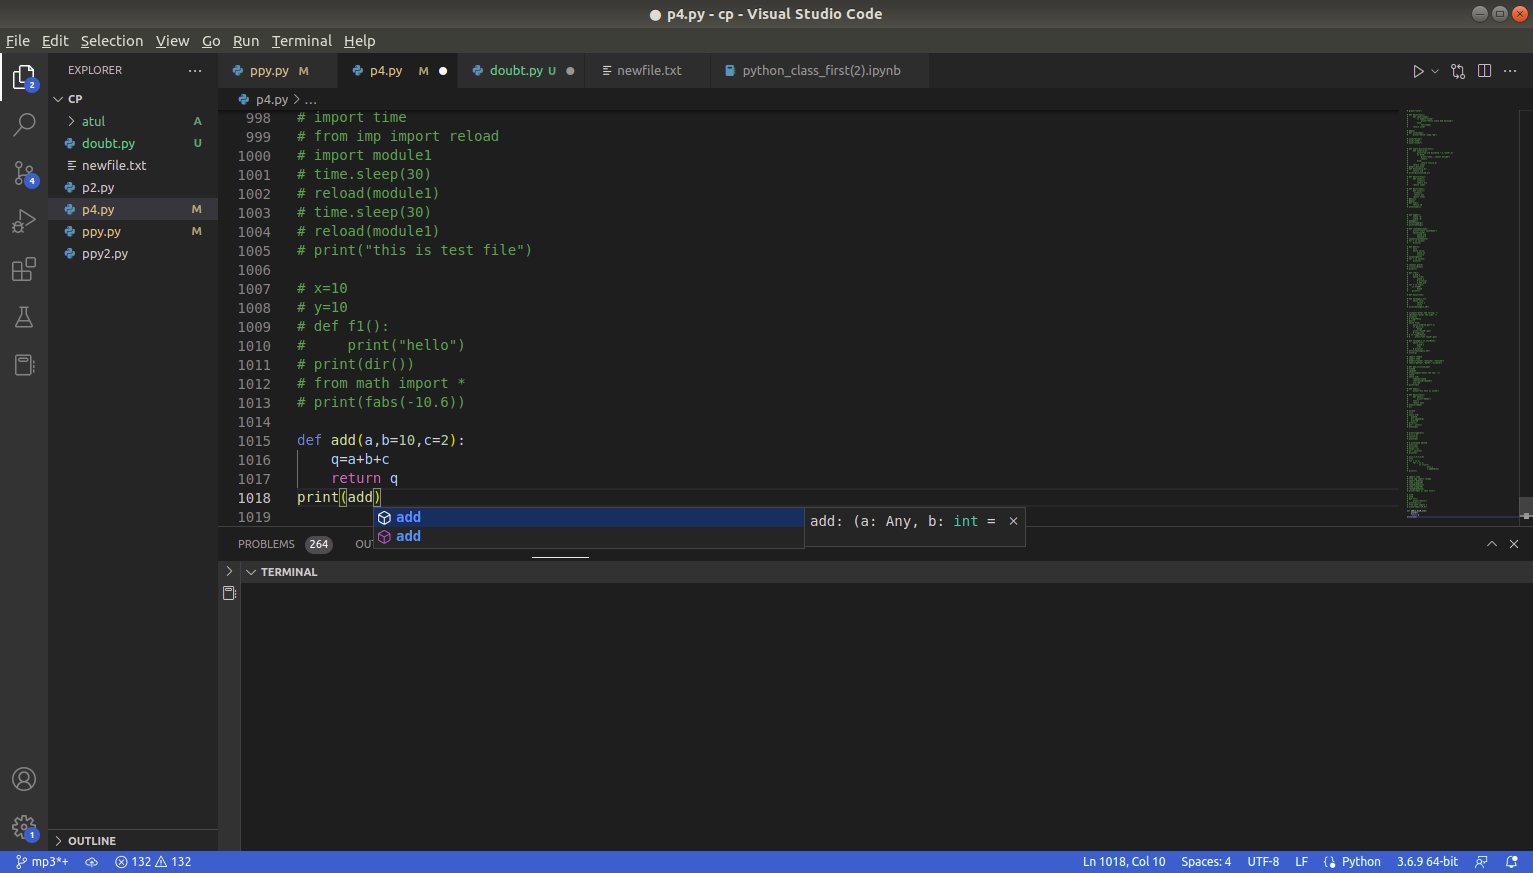 p4.py - cp - Visual Studio Code
File Edit Selection View Go Run Terminal Help
EXPLORER
ppy.py M
p4.py M
doubt.py U
newfile.txt
python_class_first(2).ipynb
2
CP
p4.py > ...
atul A
doubt.py U
newfile.txt
p2.py
p4.py M
ppy.py M
ppy2.py
4
998 # import time
999 # from imp import reload
1000 # import module1
1001 # time.sleep(30)
1002 # reload(module1)
1003 # time.sleep(30)
1004 # reload(module1)
1005 # print("this is test file")
1006
1007 # x=10
1008 # y=10
1009 # def f1():
1010 #     print("hello")
1011 # print(dir())
1012 # from math import *
1013 # print(fabs(-10.6))
1014
1015 def add(a,b=10,c=2):
1016     q=a+b+c
1017     return q
1018 print(add)
1019
add
add
add: (a: Any, b: int =
PROBLEMS 264 OU
TERMINAL
1
OUTLINE
mp3*+ 132 132 Ln 1018, Col 10 Spaces: 4 UTF-8 LF Python 3.6.9 64-bit